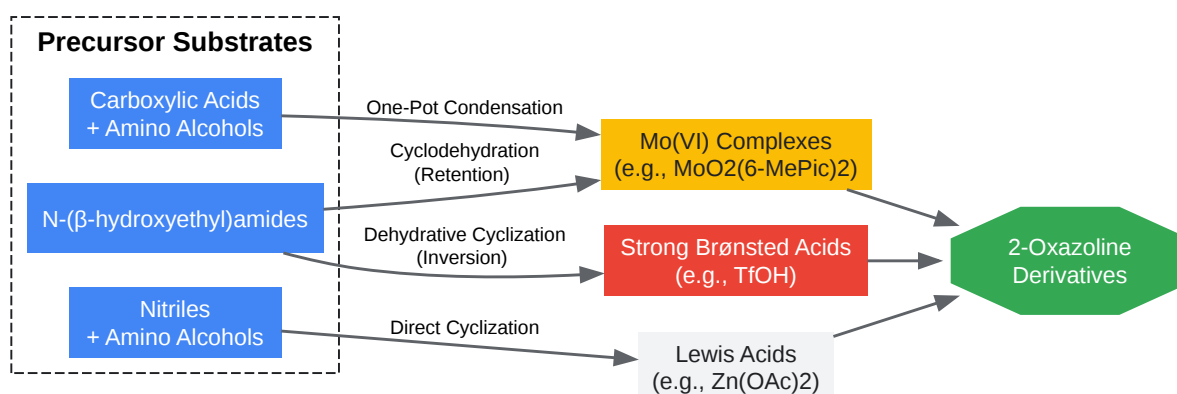 Precursor Substrates
Carboxylic Acids
+ Amino Alcohols
One-Pot Condensation
Mo(VI) Complexes
(e.g., MoO2(6-MePic)2)
Cyclodehydration
(Retention)
N-(β-hydroxyethyl)amides
Dehydrative Cyclization
(Inversion)
Strong Brønsted Acids
(e.g., TfOH)
2-Oxazoline
Derivatives
Nitriles
+ Amino Alcohols
Direct Cyclization
Lewis Acids
(e.g., Zn(OAc)2)